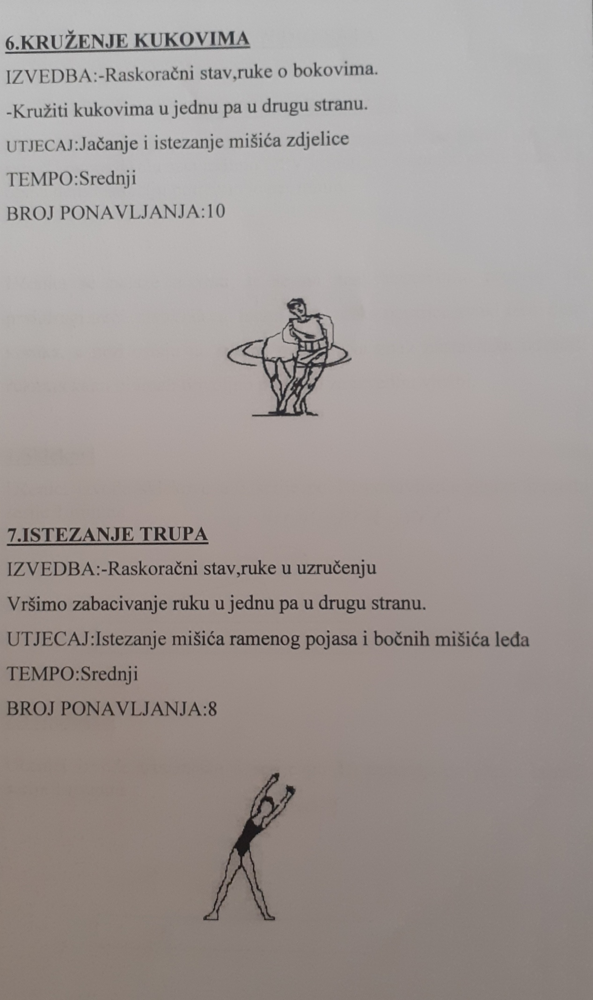 6.KRUŽENJE KUKOVIMA
IZVEDBA:-Raskoračni stav,ruke o bokovima.
-Kružiti kukovima u jednu pa u drugu stranu.
UTJECAJ:Jačanje i istezanje mišića zdjelice
TEMPO:Srednji
BROJ PONAVLJANJA:10
7.ISTEZANJE TRUPA
IZVEDBA:-Raskoračni stav,ruke u uzručenju
Vršimo zabacivanje ruku u jednu pa u drugu stranu.
UTJECAJ:Istezanje mišića ramenog pojasa i bočnih mišića leđa
TEMPO:Srednji
BROJ PONAVLJANJA:8